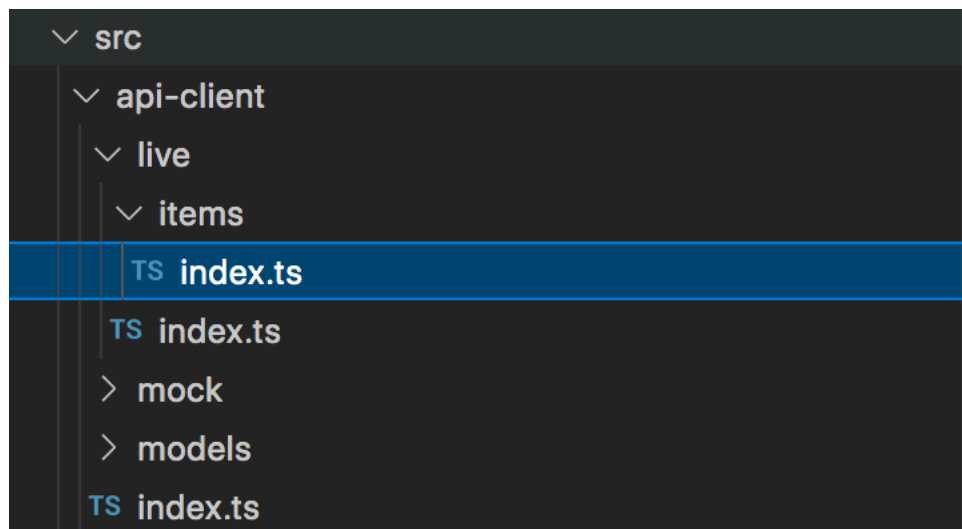 src
api-client
live
items
TS index.ts
TS index.ts
mock
models
TS index.ts